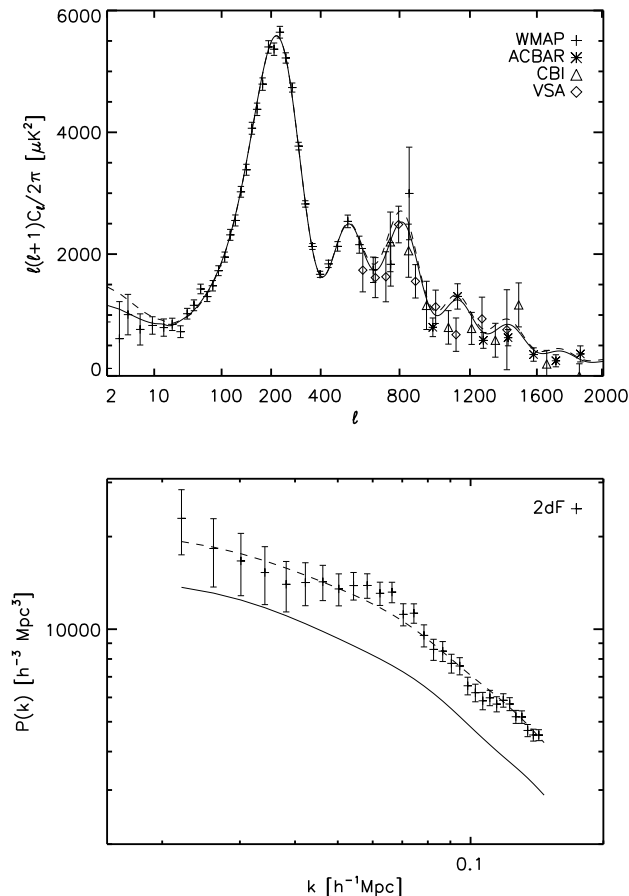 6000
4000
2000
0
ℓ(ℓ+1)Cℓ/2π [μK²]
WMAP +
ACBAR ✱
CBI △
VSA ◇
2 10 100 200 400 800 1200 1600 2000
ℓ
2dF +
10000
P(k) [h⁻³ Mpc³]
0.1
k [h⁻¹Mpc]